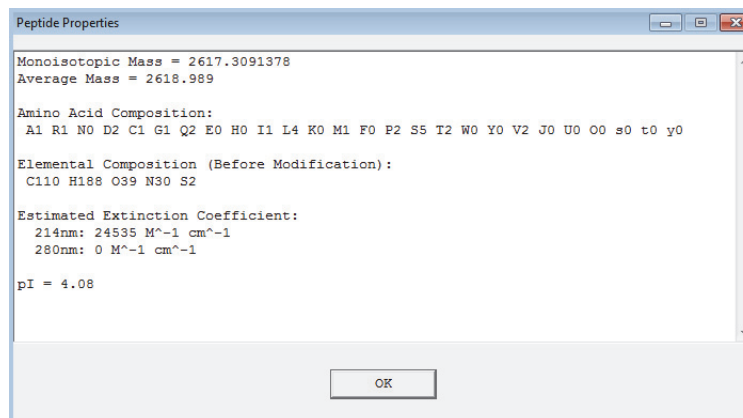 Peptide Properties
Monoisotopic Mass = 2617.3091378
Average Mass = 2618.989
Amino Acid Composition:
A1 R1 N0 D2 C1 G1 Q2 E0 H0 I1 L4 K0 M1 F0 P2 S5 T2 W0 Y0 V2 J0 U0 O0 s0 t0 y0
Elemental Composition (Before Modification):
C110 H188 O39 N30 S2
Estimated Extinction Coefficient:
214nm: 24535 M^-1 cm^-1
280nm: 0 M^-1 cm^-1
pI = 4.08
OK